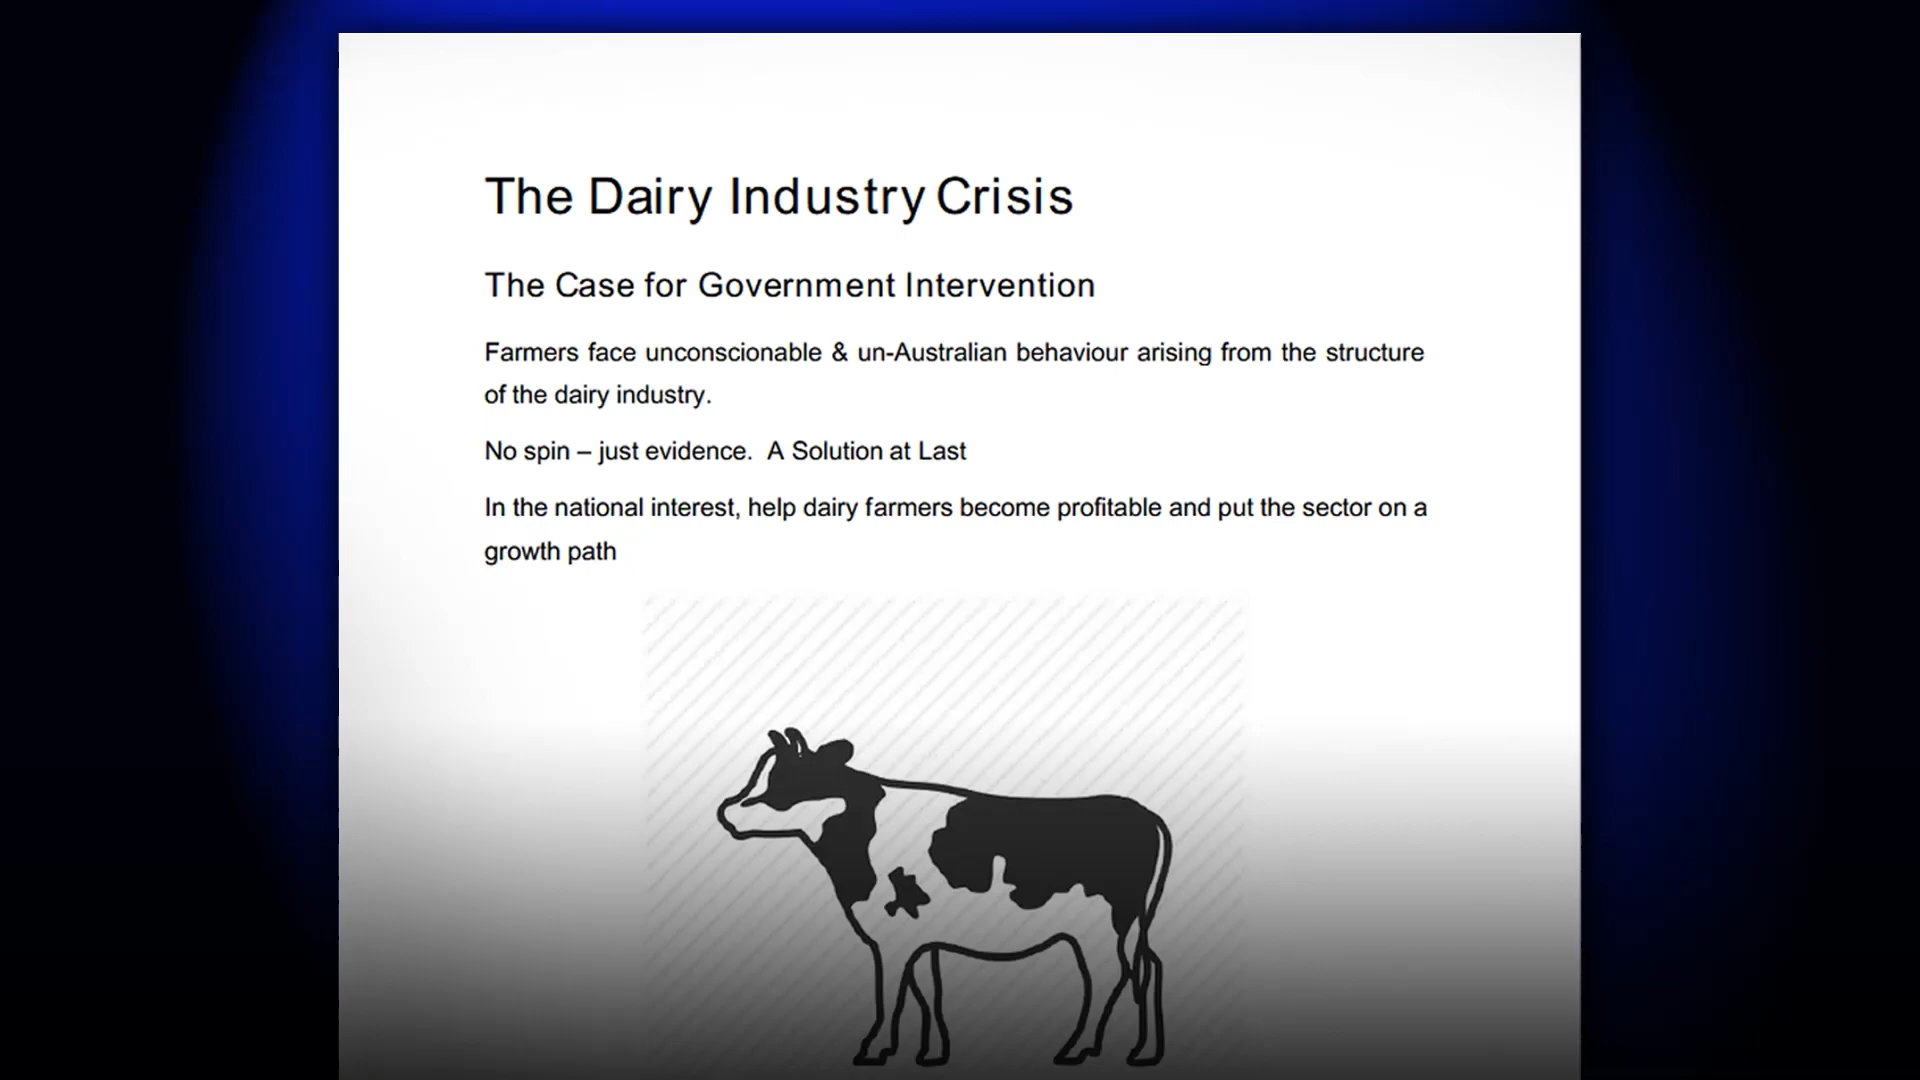 The Dairy Industry Crisis
The Case for Government Intervention
Farmers face unconscionable & un-Australian behaviour arising from the structure
of the dairy industry.
No spin – just evidence.  A Solution at Last
In the national interest, help dairy farmers become profitable and put the sector on a
growth path